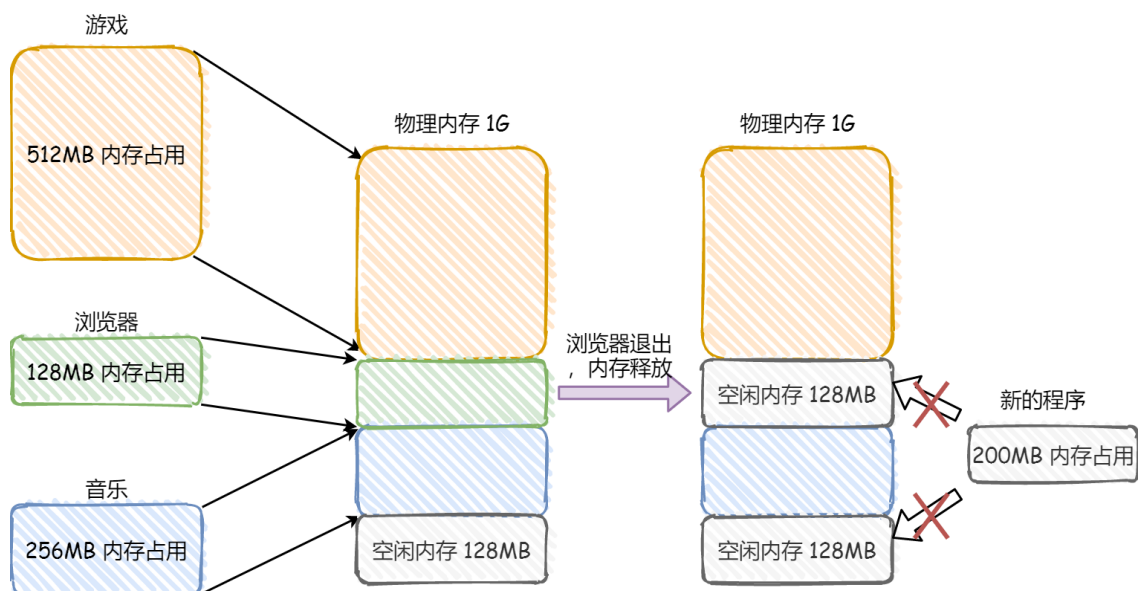 游戏
512MB 内存占用
浏览器
128MB 内存占用
音乐
256MB 内存占用
物理内存 1G
空闲内存 128MB
浏览器退出
，内存释放
物理内存 1G
空闲内存 128MB
空闲内存 128MB
新的程序
200MB 内存占用